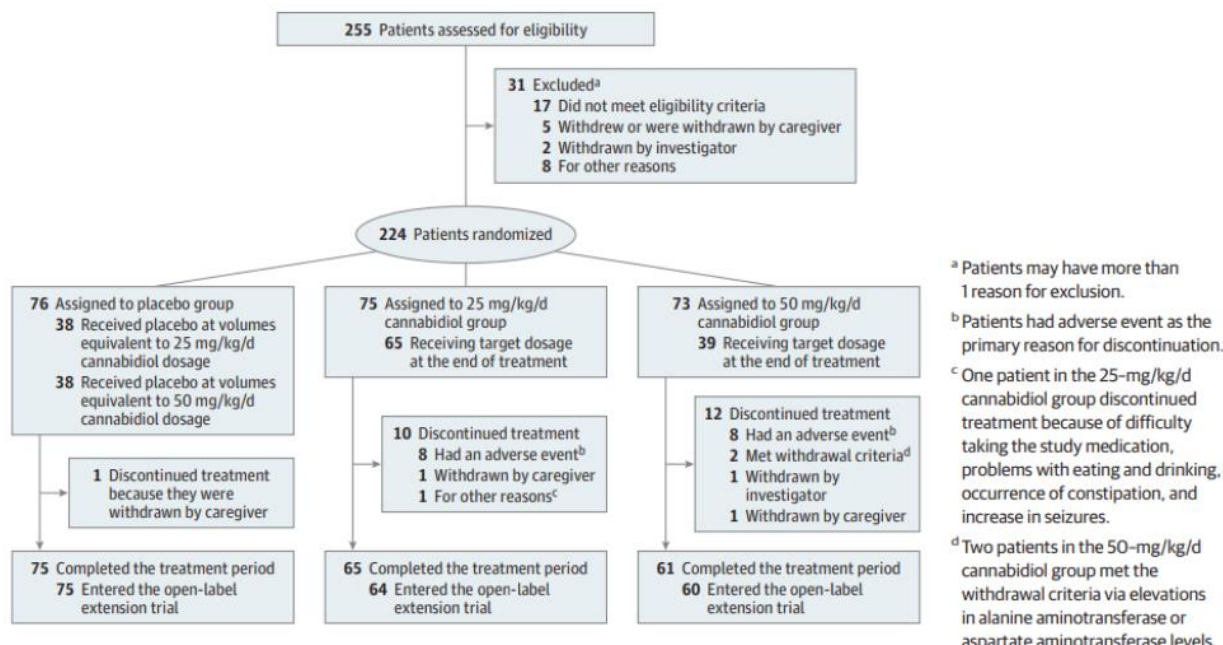 255 Patients assessed for eligibility
31 Excludedᵃ
17 Did not meet eligibility criteria
5 Withdrew or were withdrawn by caregiver
2 Withdrawn by investigator
8 For other reasons
224 Patients randomized
76 Assigned to placebo group
38 Received placebo at volumes
equivalent to 25 mg/kg/d
cannabidiol dosage
38 Received placebo at volumes
equivalent to 50 mg/kg/d
cannabidiol dosage
1 Discontinued treatment
because they were
withdrawn by caregiver
75 Completed the treatment period
75 Entered the open-label
extension trial
75 Assigned to 25 mg/kg/d
cannabidiol group
65 Receiving target dosage
at the end of treatment
10 Discontinued treatment
8 Had an adverse eventᵇ
1 Withdrawn by caregiver
1 For other reasonsᶜ
65 Completed the treatment period
64 Entered the open-label
extension trial
73 Assigned to 50 mg/kg/d
cannabidiol group
39 Receiving target dosage
at the end of treatment
12 Discontinued treatment
8 Had an adverse eventᵇ
2 Met withdrawal criteriaᵈ
1 Withdrawn by
investigator
1 Withdrawn by caregiver
61 Completed the treatment period
60 Entered the open-label
extension trial
ᵃ Patients may have more than
1 reason for exclusion.
ᵇ Patients had adverse event as the
primary reason for discontinuation.
ᶜ One patient in the 25-mg/kg/d
cannabidiol group discontinued
treatment because of difficulty
taking the study medication,
problems with eating and drinking,
occurrence of constipation, and
increase in seizures.
ᵈ Two patients in the 50-mg/kg/d
cannabidiol group met the
withdrawal criteria via elevations
in alanine aminotransferase or
aspartate aminotransferase levels